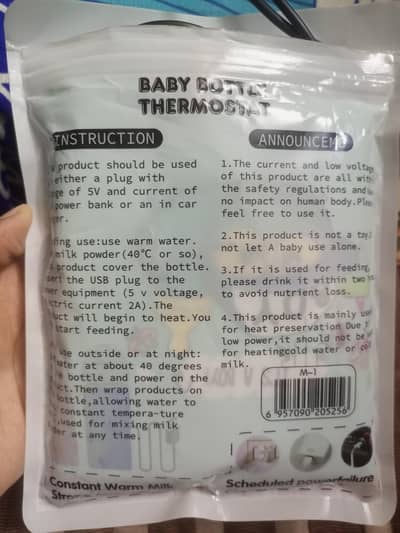 BABY BOTTLE
THERMOSTAT
INSTRUCTION
product should be used
either a plug with
of 5V and current of
power bank or an in car
use:use warm water.
milk powder(40°C or so),
product cover the bottle.
the USB plug to the
equipment (5 v voltage,
current 2A).The
will begin to heat.You
start feeding.
use outside or at night:
water at about 40 degrees
bottle and power on the
Then wrap products on
bottle,allowing water to
constant tempera-ture
used for mixing milk
at any time.
Constant Warm
ANNOUNCEM
1.The current and low voltage
of this product are all
the safety regulations and
no impact on human body.
feel free to use it.
2.This product is not a
not let A baby use alone.
3.If it is used for feeding,
please drink it within two
to avoid nutrient loss.
4.This product is mainly
for heat preservation Due
low power,it should not be
for heatingcold water or
milk.
M-1
6 957090 205256
Scheduled powerfailure